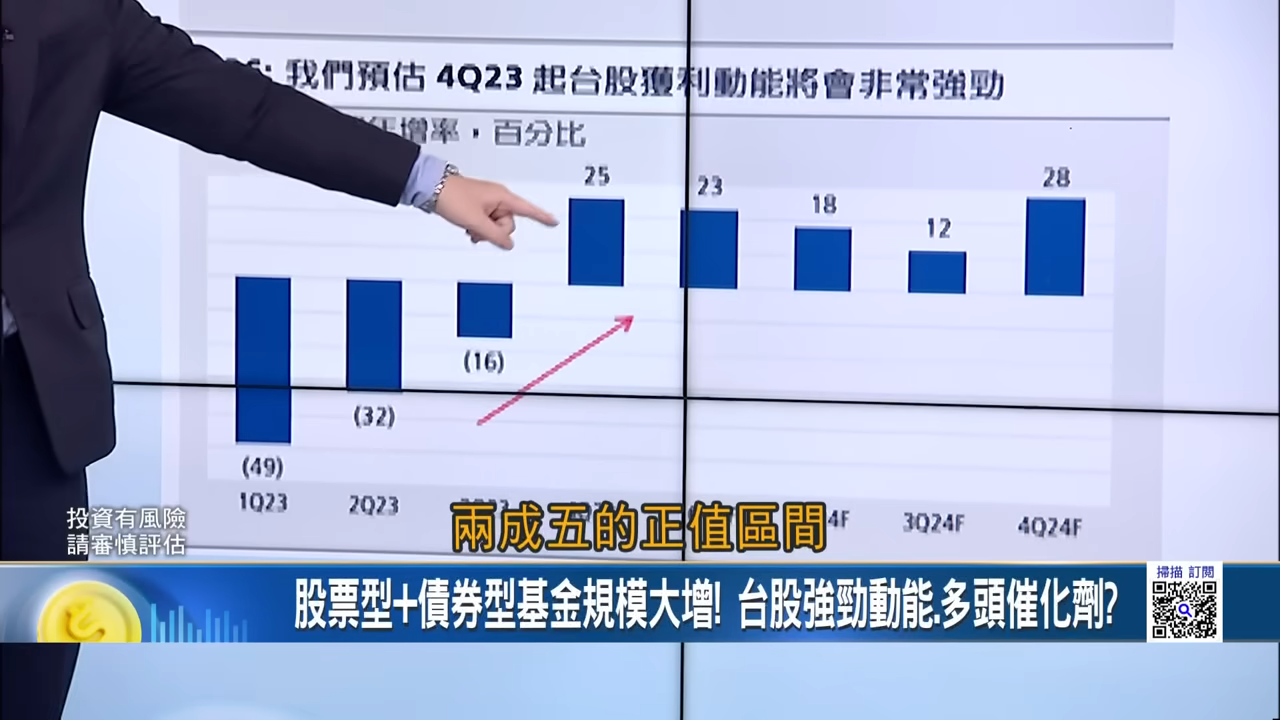 我們預估 4Q23 起台股獲利動能將會非常強勁
年增率，百分比
25
23
18
12
28
(16)
(32)
(49)
1Q23
2Q23
4F
3Q24F
4Q24F
兩成五的正值區間
投資有風險
請審慎評估
掃描 訂閱
股票型+債券型基金規模大增! 台股強勁動能.多頭催化劑?